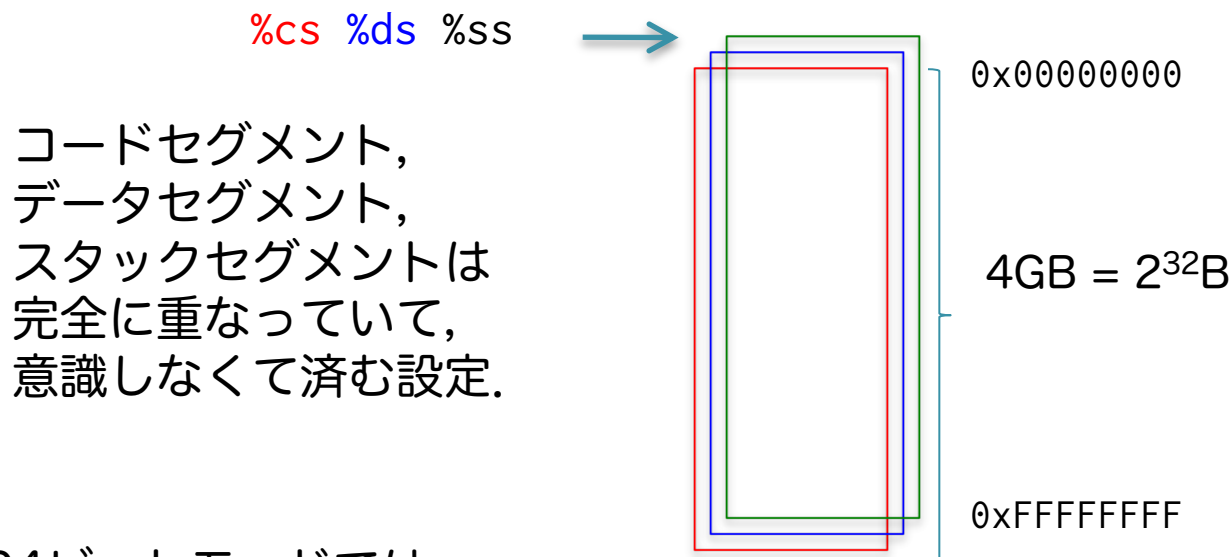 %cs %ds %ss
0x00000000
コードセグメント,
データセグメント,
スタックセグメントは
完全に重なっていて,
意識しなくて済む設定.
4GB = 2³²B
0xFFFFFFFF